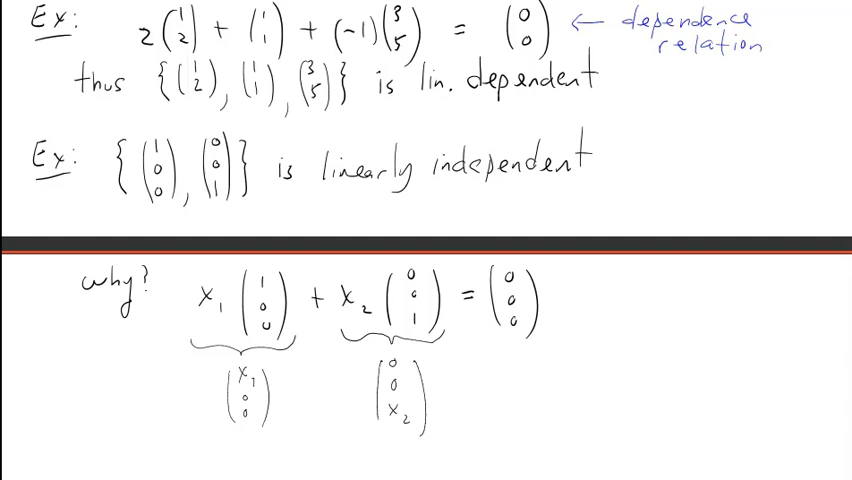 Ex: 2 (1 2) + (1 1) + (-1) (3 5) = (0 0) ← dependence relation
thus {(1 2), (1 1), (3 5)} is lin. dependent
Ex: {(1 0 0), (0 0 1)} is linearly independent
why? x₁ (1 0 0) + x₂ (0 0 1) = (0 0 0)
(x₁ 0 0) (0 0 x₂)